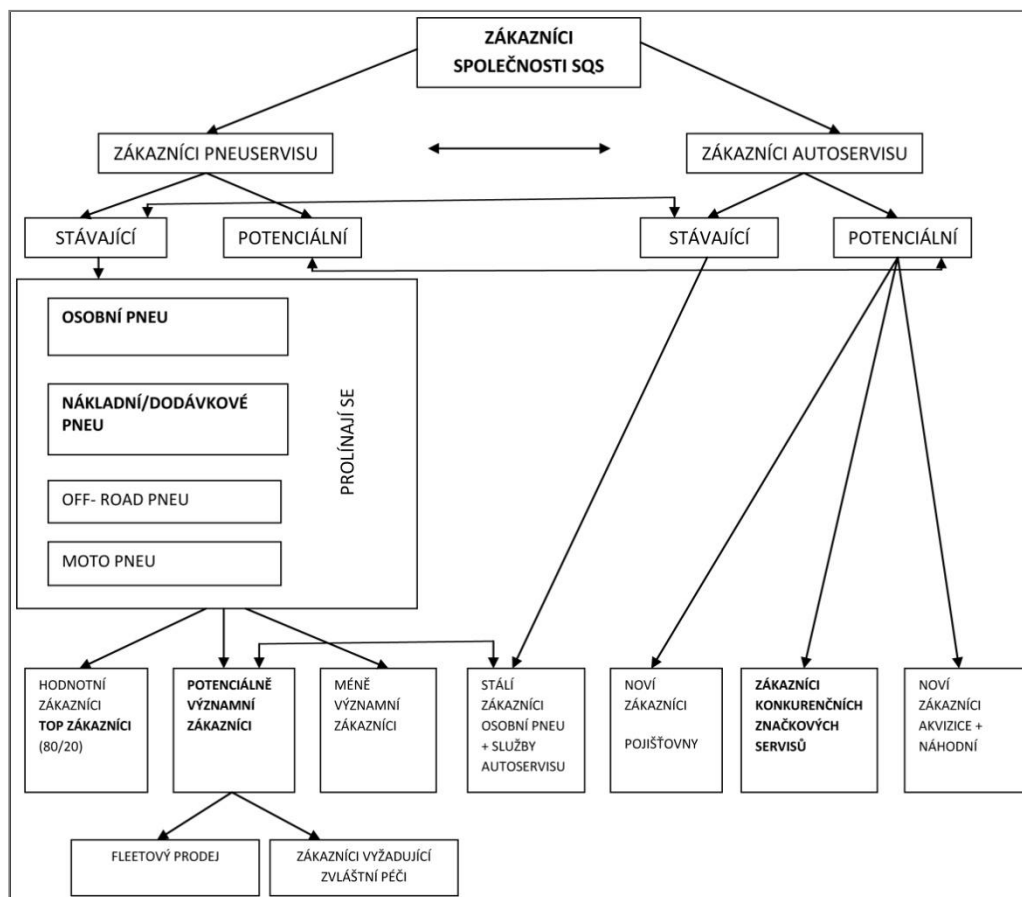 ZÁKAZNÍCI
SPOLEČNOSTI SQS
ZÁKAZNÍCI PNEUSERVISU
ZÁKAZNÍCI AUTOSERVISU
STÁVAJÍCÍ
POTENCIÁLNÍ
STÁVAJÍCÍ
POTENCIÁLNÍ
OSOBNÍ PNEU
NÁKLADNÍ/DODÁVKOVÉ
PNEU
OFF- ROAD PNEU
MOTO PNEU
PROLÍNAJÍ SE
HODNOTNÍ
ZÁKAZNÍCI
TOP ZÁKAZNÍCI
(80/20)
POTENCIÁLNĚ
VÝZNAMNÍ
ZÁKAZNÍCI
MÉNĚ
VÝZNAMNÍ
ZÁKAZNÍCI
STÁLÍ
ZÁKAZNÍCI
OSOBNÍ PNEU
+ SLUŽBY
AUTOSERVISU
NOVÍ
ZÁKAZNÍCI
POJIŠŤOVNY
ZÁKAZNÍCI
KONKURENČNÍCH
ZNAČKOVÝCH
SERVISŮ
NOVÍ
ZÁKAZNÍCI
AKVIZICE +
NÁHODNÍ
FLEETOVÝ PRODEJ
ZÁKAZNÍCI VYŽADUJÍCÍ
ZVLÁŠTNÍ PÉČI